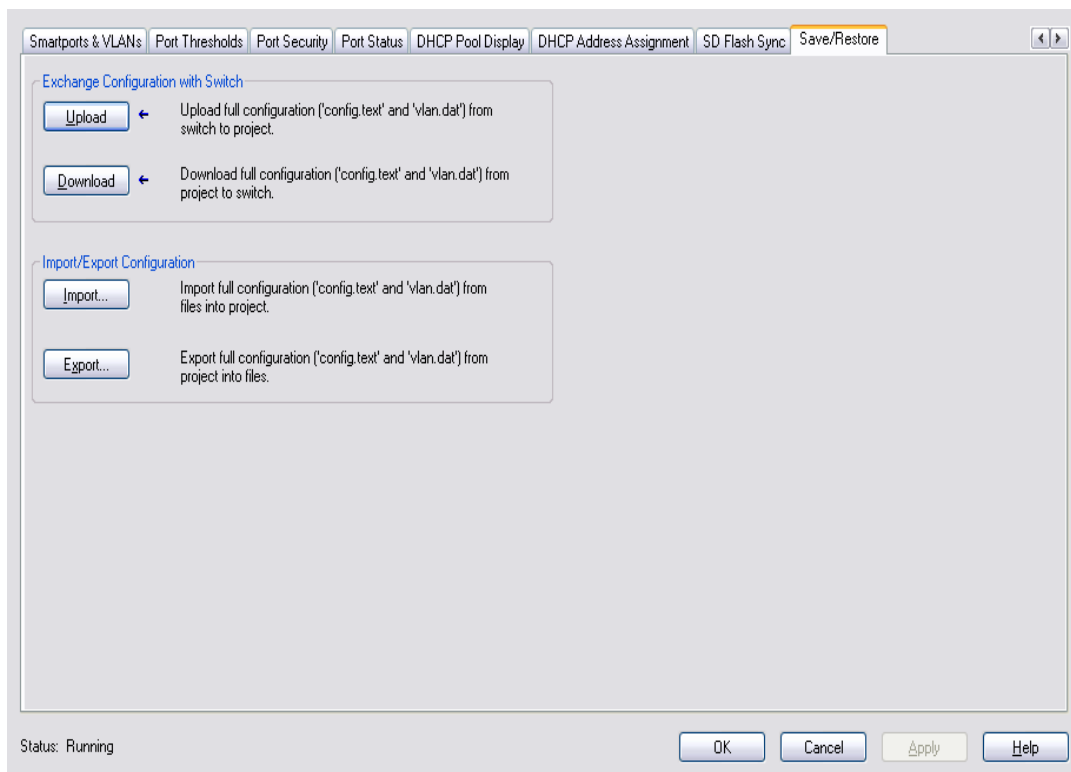 Smartports & VLANs Port Thresholds Port Security Port Status DHCP Pool Display DHCP Address Assignment SD Flash Sync Save/Restore
Exchange Configuration with Switch
Upload
Upload full configuration ('config.text' and 'vlan.dat') from
switch to project.
Download
Download full configuration ('config.text' and 'vlan.dat') from
project to switch.
Import/Export Configuration
Import...
Import full configuration ('config.text' and 'vlan.dat') from
files into project.
Export...
Export full configuration ('config.text' and 'vlan.dat') from
project into files.
Status: Running
OK Cancel Apply Help